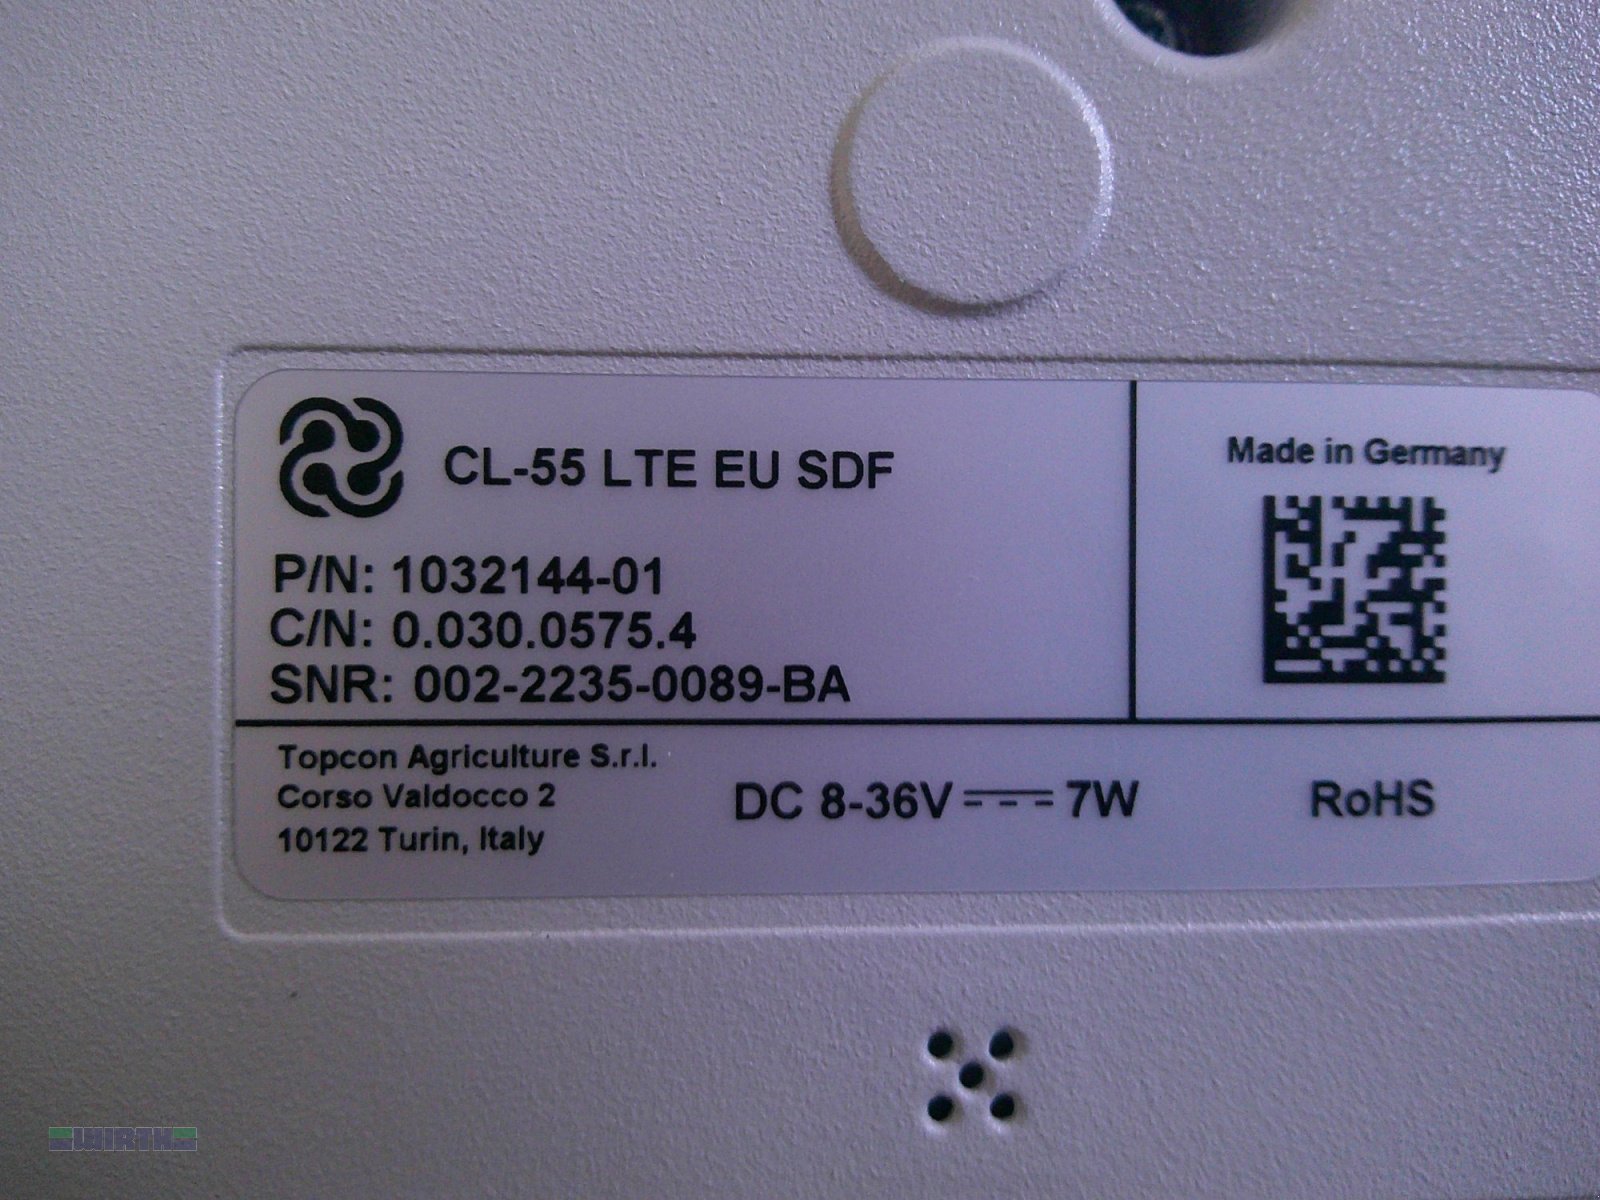 CL-55 LTE EU SDF
P/N: 1032144-01
C/N: 0.030.0575.4
SNR: 002-2235-0089-BA
Made in Germany
Topcon Agriculture S.r.l.
Corso Valdocco 2
10122 Turin, Italy
DC 8-36V ⎓ 7W
RoHS
WIRTH